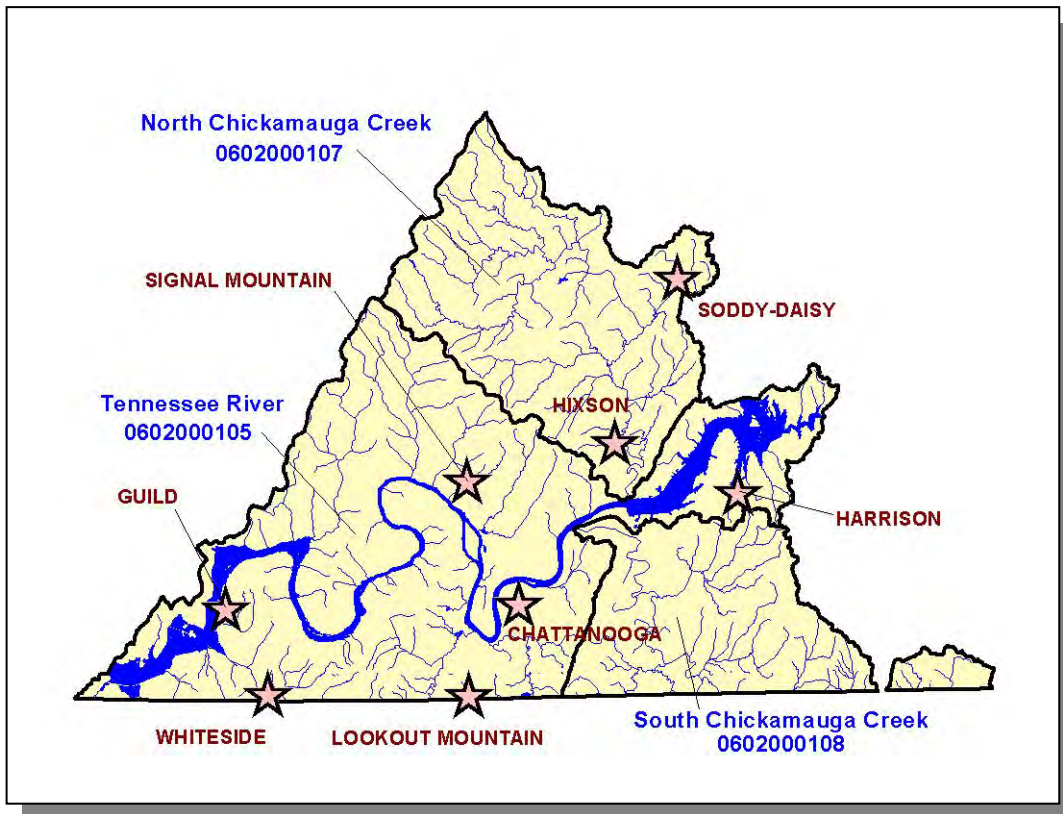 North Chickamauga Creek
0602000107
SIGNAL MOUNTAIN
SODDY-DAISY
Tennessee River
0602000105
HIXSON
GUILD
HARRISON
CHATTANOOGA
South Chickamauga Creek
0602000108
WHITESIDE
LOOKOUT MOUNTAIN